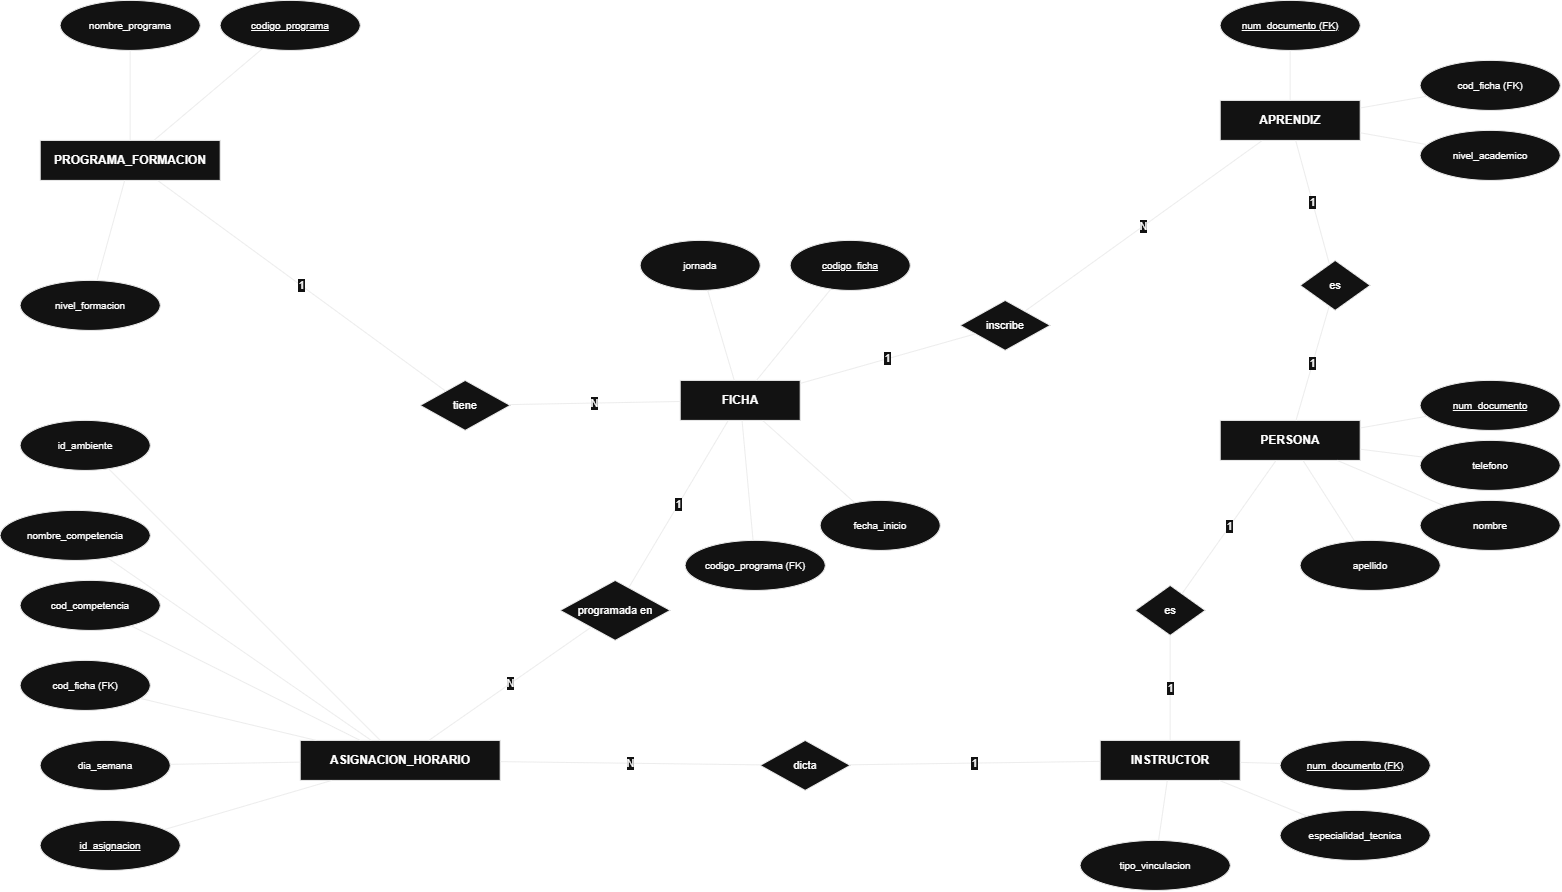 nombre_programa
codigo_programa
num_documento (FK)
cod_ficha (FK)
APRENDIZ
PROGRAMA_FORMACION
nivel_academico
1
N
jornada
codigo_ficha
1
es
nivel_formacion
inscribe
1
1
tiene
N
FICHA
num_documento
PERSONA
id_ambiente
telefono
1
1
fecha_inicio
nombre
nombre_competencia
codigo_programa (FK)
apellido
cod_competencia
programada en
es
cod_ficha (FK)
N
1
ASIGNACION_HORARIO
INSTRUCTOR
dia_semana
N
dicta
1
num_documento (FK)
especialidad_tecnica
id_asignacion
tipo_vinculacion